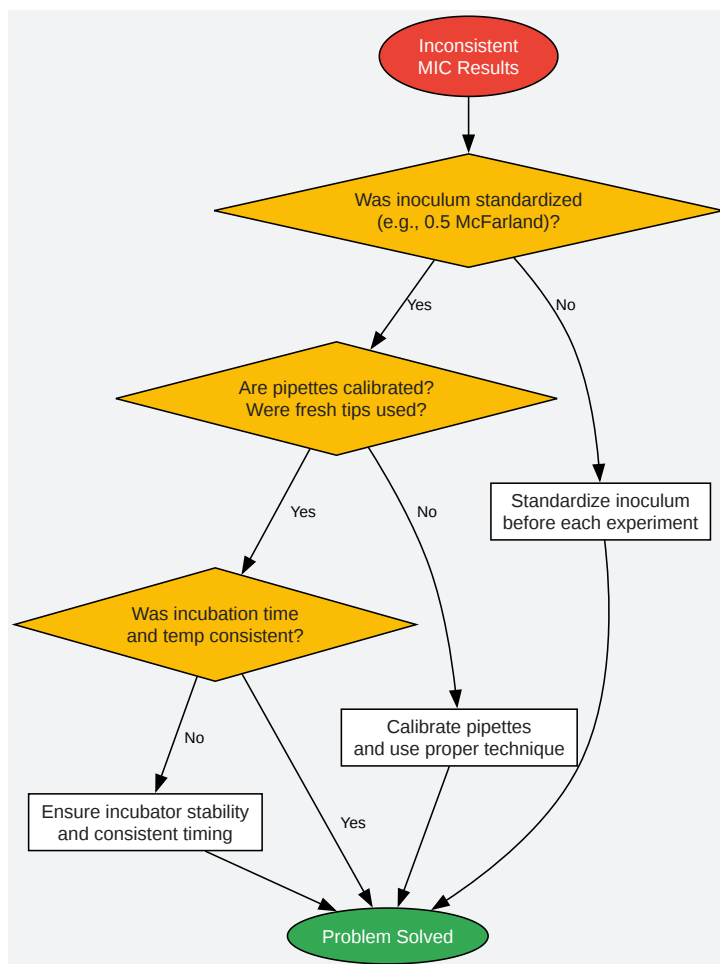 Inconsistent
MIC Results
Was inoculum standardized
(e.g., 0.5 McFarland)?
Yes
No
Are pipettes calibrated?
Were fresh tips used?
Yes
No
Standardize inoculum
before each experiment
Was incubation time
and temp consistent?
No
Yes
Calibrate pipettes
and use proper technique
Ensure incubator stability
and consistent timing
Problem Solved